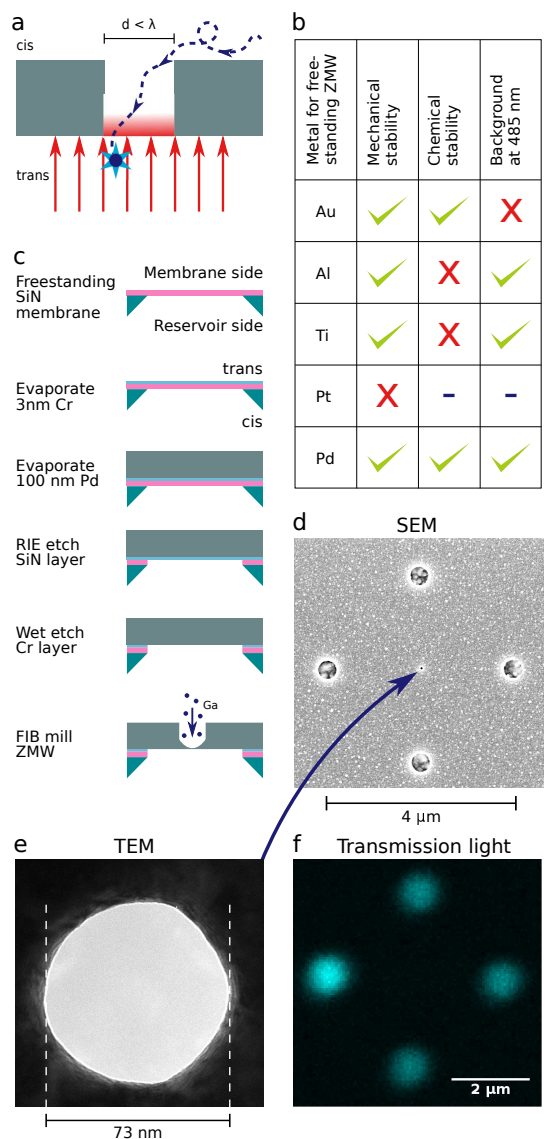 a
d < λ
cis
trans
b
Metal for free-
standing ZMW
Mechanical
stability
Chemical
stability
Background
at 485 nm
Au
✓ ✓ X
Al
✓ X ✓
Ti
✓ X ✓
Pt
X - -
Pd
✓ ✓ ✓
c
Freestanding
SiN
membrane
Membrane side
Reservoir side
Evaporate
3nm Cr
trans
cis
Evaporate
100 nm Pd
RIE etch
SiN layer
Wet etch
Cr layer
FIB mill
ZMW
Ga
d
SEM
4 μm
e
TEM
73 nm
f
Transmission light
2 μm